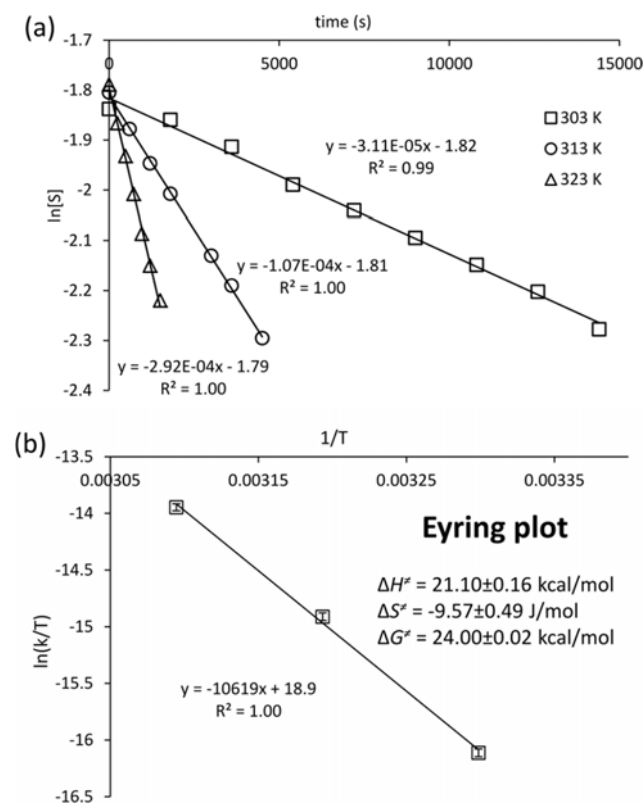 (a)
time (s)
0
5000
10000
15000
-1.7
-1.8
-1.9
-2
-2.1
-2.2
-2.3
-2.4
ln[S]
303 K
313 K
323 K
y = -3.11E-05x - 1.82
R² = 0.99
y = -1.07E-04x - 1.81
R² = 1.00
y = -2.92E-04x - 1.79
R² = 1.00
(b)
1/T
0.00305
0.00315
0.00325
0.00335
-13.5
-14
-14.5
-15
-15.5
-16
-16.5
ln(k/T)
Eyring plot
ΔH≠ = 21.10±0.16 kcal/mol
ΔS≠ = -9.57±0.49 J/mol
ΔG≠ = 24.00±0.02 kcal/mol
y = -10619x + 18.9
R² = 1.00